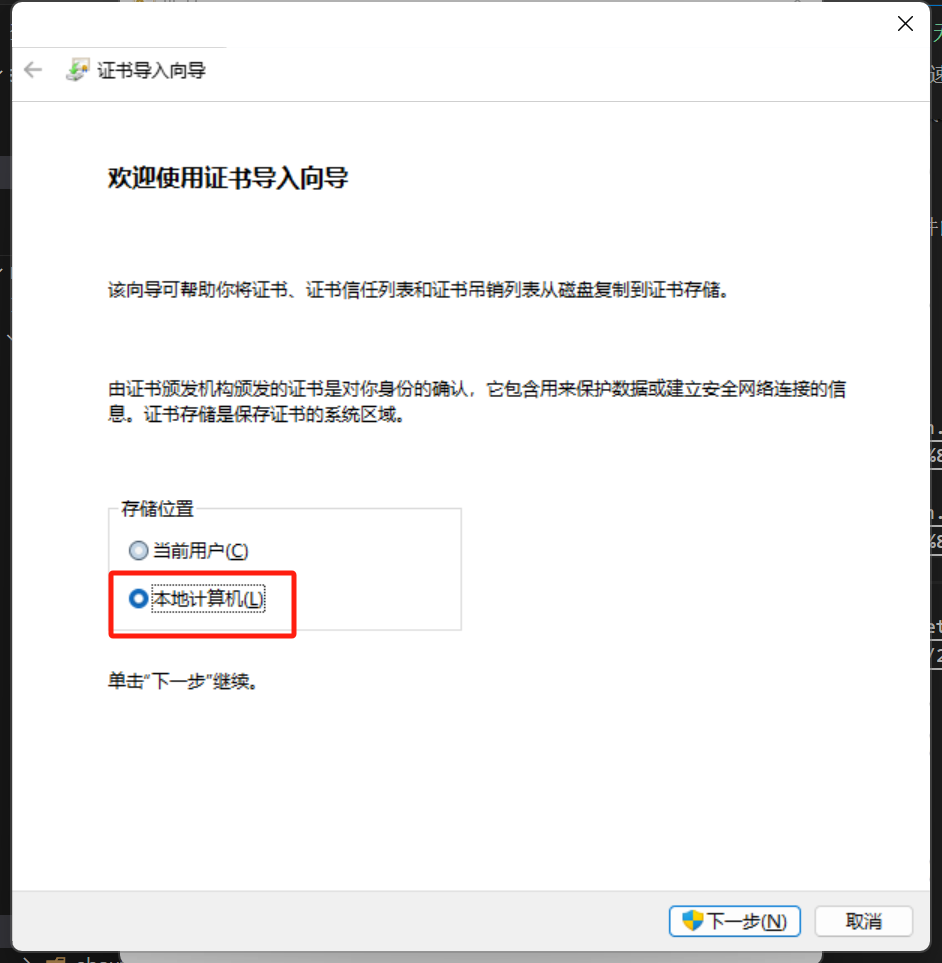 证书导入向导
欢迎使用证书导入向导
该向导可帮助你将证书、证书信任列表和证书吊销列表从磁盘复制到证书存储。
由证书颁发机构颁发的证书是对你身份的确认，它包含用来保护数据或建立安全网络连接的信
息。证书存储是保存证书的系统区域。
存储位置
当前用户(C)
本地计算机(L)
单击“下一步”继续。
下一步(N)
取消